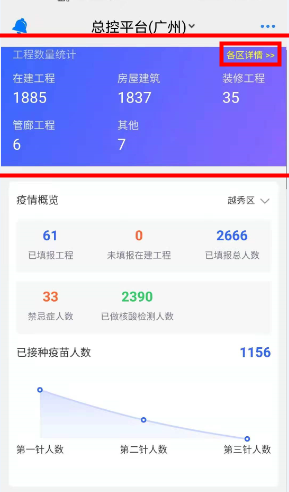 总控平台(广州)
工程数量统计 各区详情 >>
在建工程 房屋建筑 装修工程
1885 1837 35
管廊工程 其他
6 7
疫情概览 越秀区
61 0 2666
已填报工程 未填报在建工程 已填报总人数
33 2390
禁忌症人数 已做核酸检测人数
已接种疫苗人数 1156
第一针人数 第二针人数 第三针人数